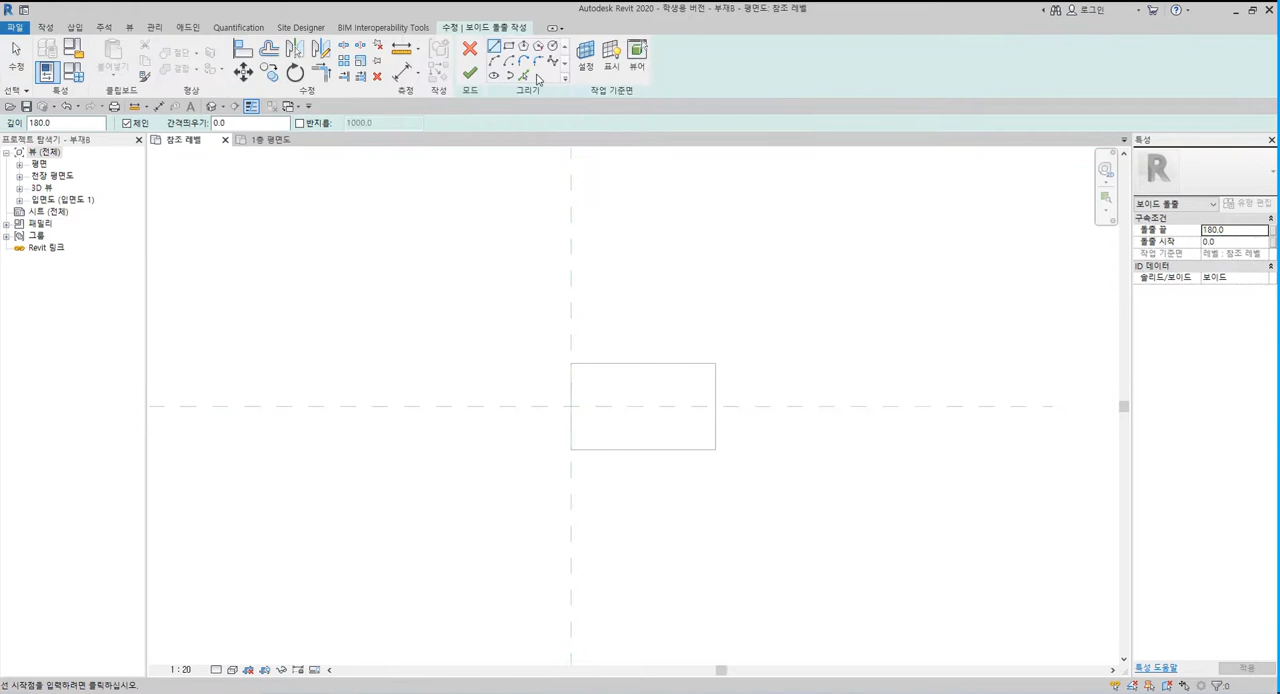 Autodesk Revit 2020 - 학생용 버전 - 부재B - 평면도: 참조 레벨
로그인
파일 작성 삽입 주석 뷰 관리 애드인 Quantification Site Designer BIM Interoperability Tools 수정 | 보이드 돌출 작성
수정
붙여넣기
절단
결합
설정 표시 뷰어
선택 특성 클립보드 형상 수정 측정 작성 모드 그리기 작업 기준면
깊이 180.0 체인 간격띄우기: 0.0 반지름: 1000.0
프로젝트 탐색기 - 부재B
참조 레벨
1층 평면도
특성
뷰 (전체)
평면
천장 평면도
3D 뷰
입면도 (입면도 1)
시트 (전체)
패밀리
그룹
Revit 링크
2D
R
보이드 돌출
유형 편집
구속조건
돌출 끝 180.0
돌출 시작 0.0
작업 기준면 레벨 : 참조 레벨
ID 데이터
솔리드/보이드 보이드
1 : 20
특성 도움말
적용
선 시작점을 입력하려면 클릭하십시오.
:0